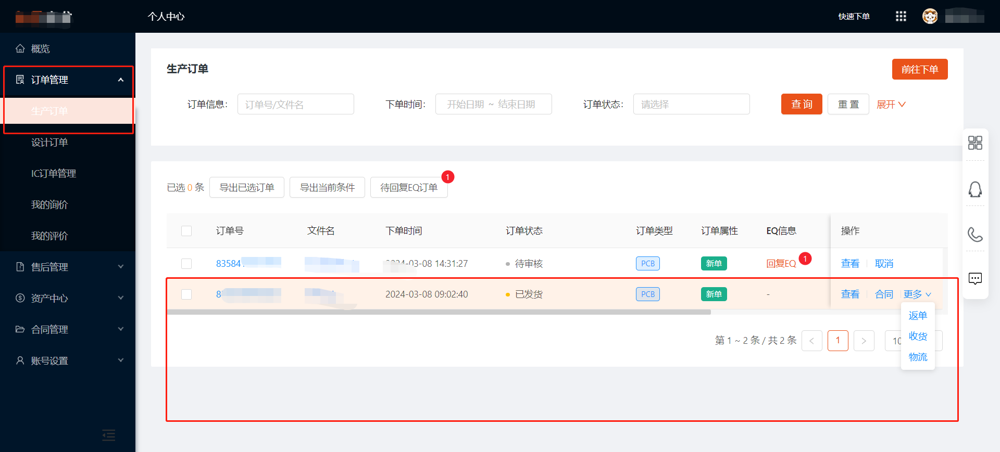 个人中心
快速下单
概览
订单管理
生产订单
设计订单
IC订单管理
我的询价
我的评价
售后管理
资产中心
合同管理
账号设置
生产订单
前往下单
订单信息: 订单号/文件名 下单时间: 开始日期 ~ 结束日期 订单状态: 请选择 查 询 重 置 展开
已选 0 条 导出已选订单 导出当前条件 待回复EQ订单 1
订单号 文件名 下单时间 订单状态 订单类型 订单属性 EQ信息 操作
83584 -03-08 14:31:27 待审核 PCB 新单 回复EQ 1 查看 取消
8 2024-03-08 09:02:40 已发货 PCB 新单 - 查看 合同 更多
返单
收货
物流
第 1 ~ 2 条 / 共 2 条 < 1 > 10